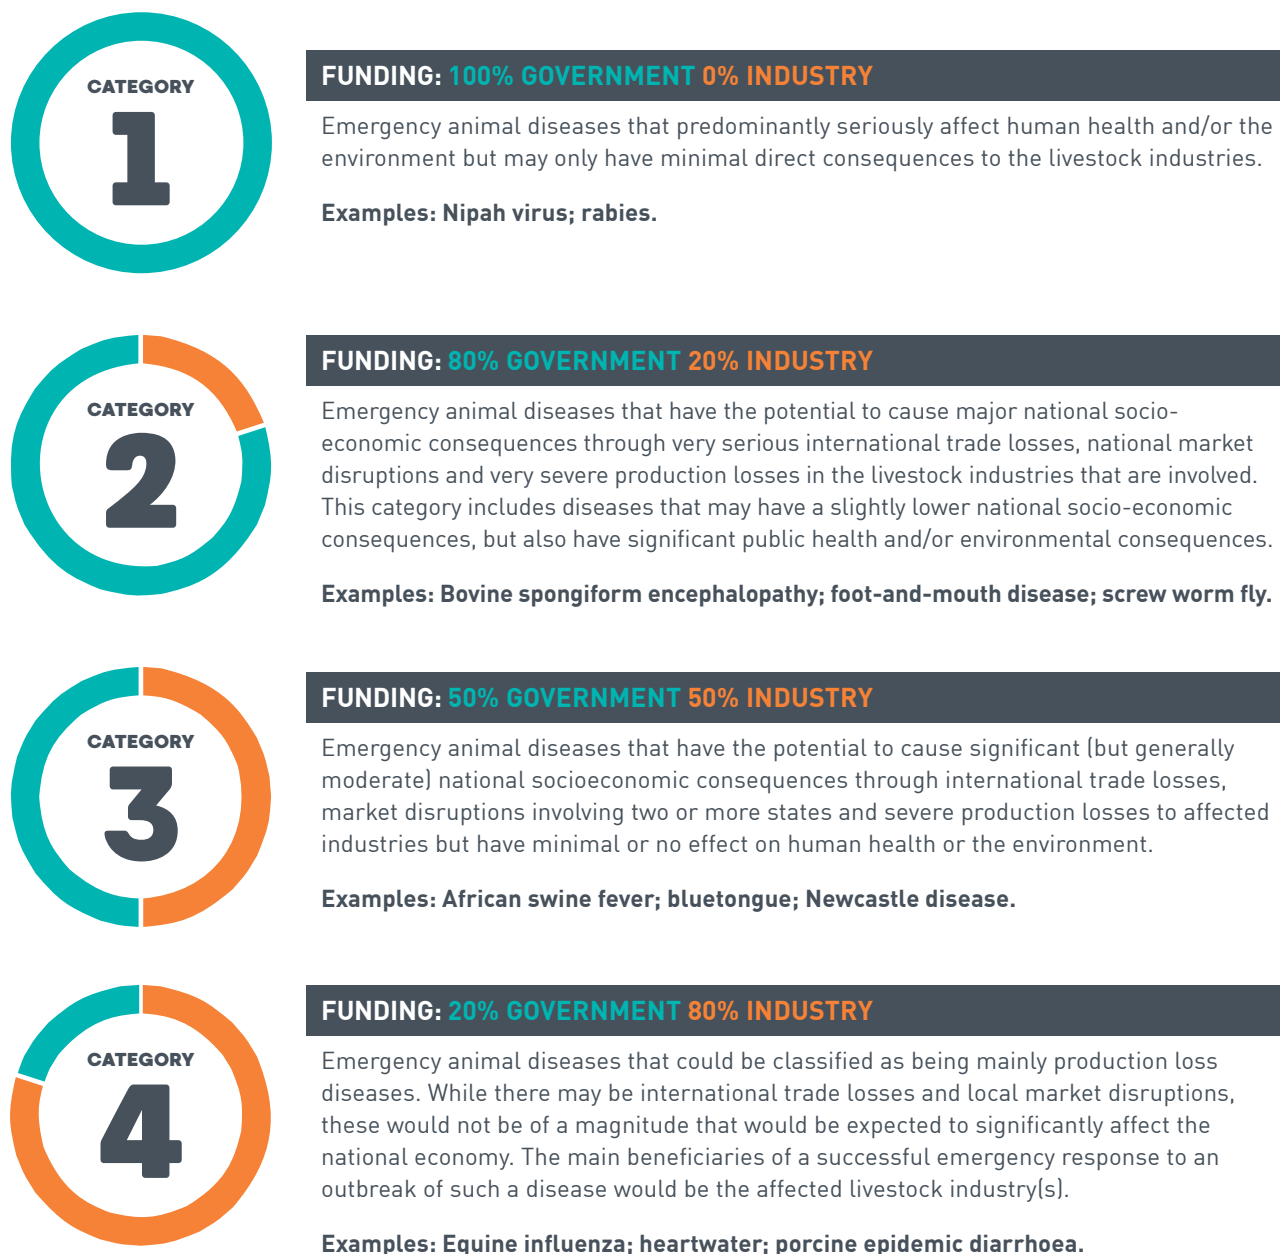 CATEGORY
1
FUNDING: 100% GOVERNMENT 0% INDUSTRY
Emergency animal diseases that predominantly seriously affect human health and/or the
environment but may only have minimal direct consequences to the livestock industries.
Examples: Nipah virus; rabies.
CATEGORY
2
FUNDING: 80% GOVERNMENT 20% INDUSTRY
Emergency animal diseases that have the potential to cause major national socio-
economic consequences through very serious international trade losses, national market
disruptions and very severe production losses in the livestock industries that are involved.
This category includes diseases that may have a slightly lower national socio-economic
consequences, but also have significant public health and/or environmental consequences.
Examples: Bovine spongiform encephalopathy; foot-and-mouth disease; screw worm fly.
CATEGORY
3
FUNDING: 50% GOVERNMENT 50% INDUSTRY
Emergency animal diseases that have the potential to cause significant (but generally
moderate) national socioeconomic consequences through international trade losses,
market disruptions involving two or more states and severe production losses to affected
industries but have minimal or no effect on human health or the environment.
Examples: African swine fever; bluetongue; Newcastle disease.
CATEGORY
4
FUNDING: 20% GOVERNMENT 80% INDUSTRY
Emergency animal diseases that could be classified as being mainly production loss
diseases. While there may be international trade losses and local market disruptions,
these would not be of a magnitude that would be expected to significantly affect the
national economy. The main beneficiaries of a successful emergency response to an
outbreak of such a disease would be the affected livestock industry(s).
Examples: Equine influenza; heartwater; porcine epidemic diarrhoea.